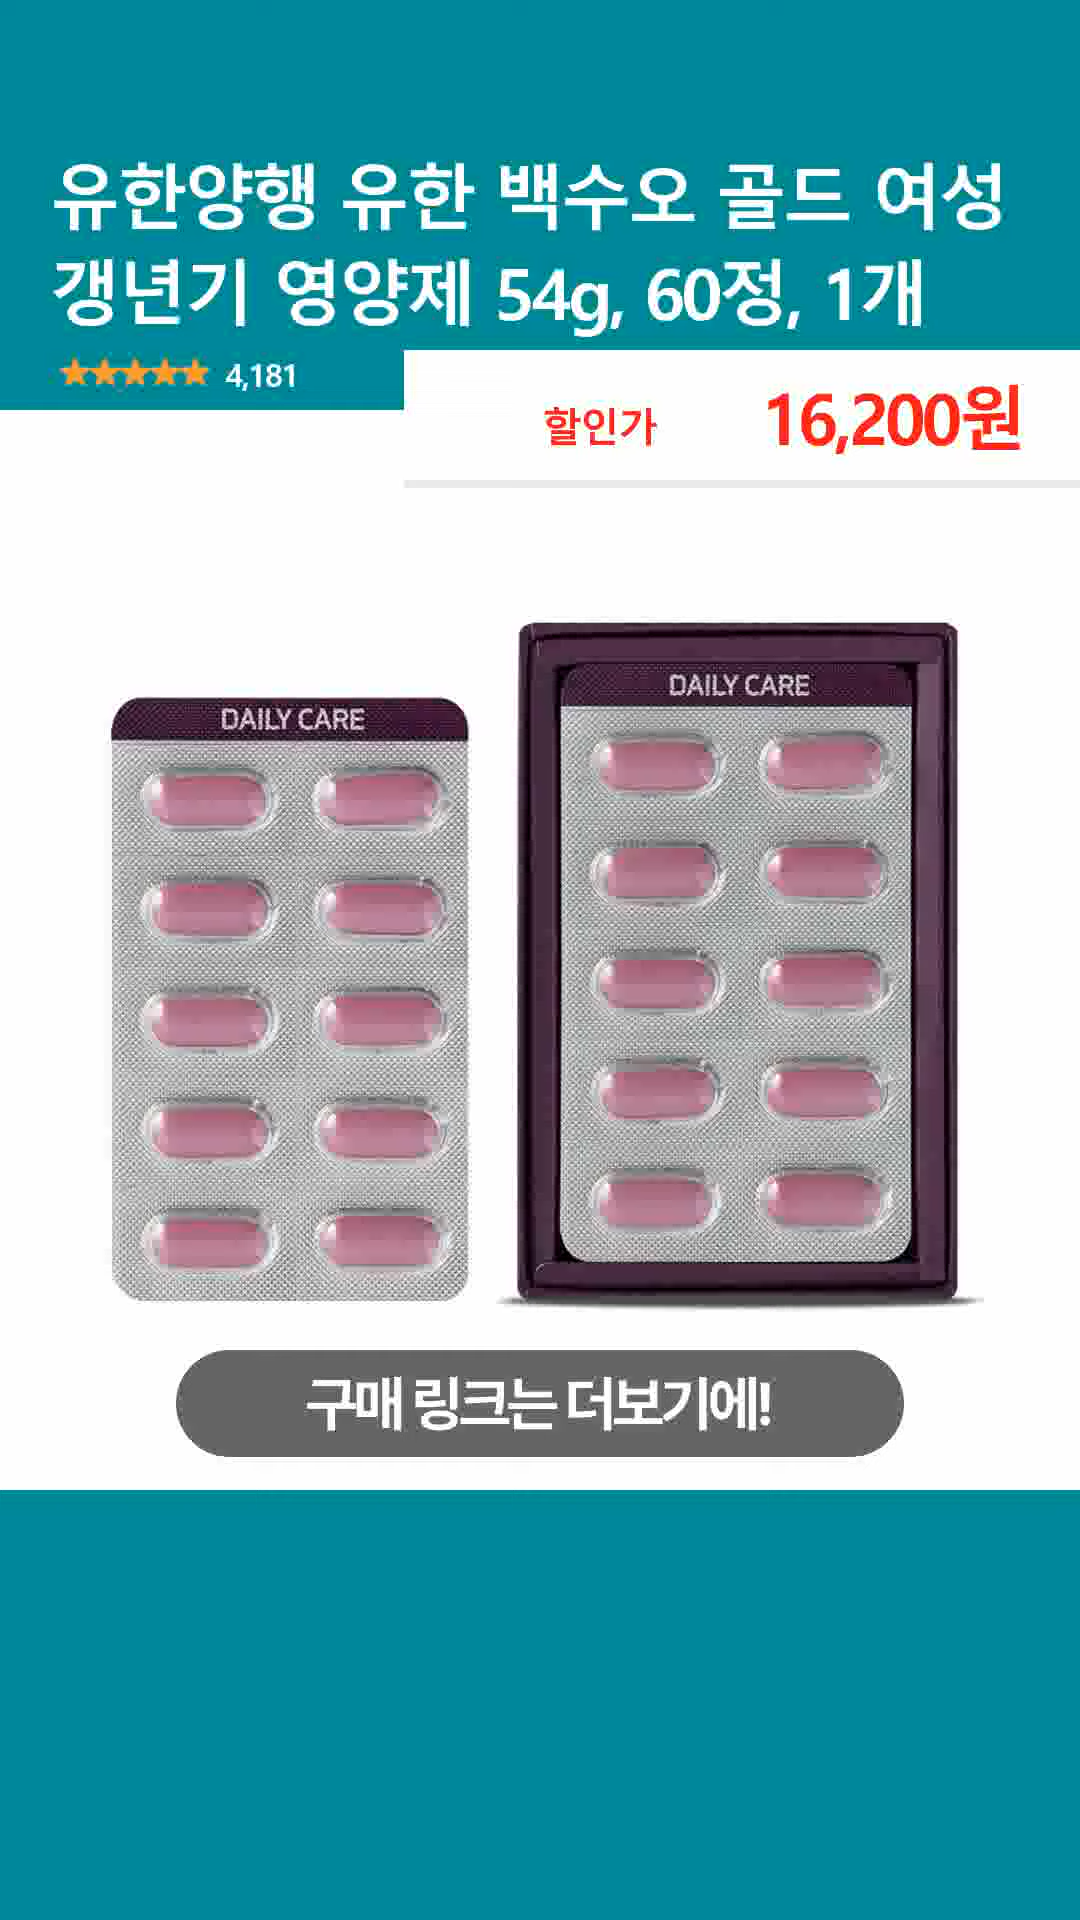 유한양행 유한 백수오 골드 여성
갱년기 영양제 54g, 60정, 1개
4,181
할인가 16,200원
DAILY CARE
DAILY CARE
구매 링크는 더보기에!